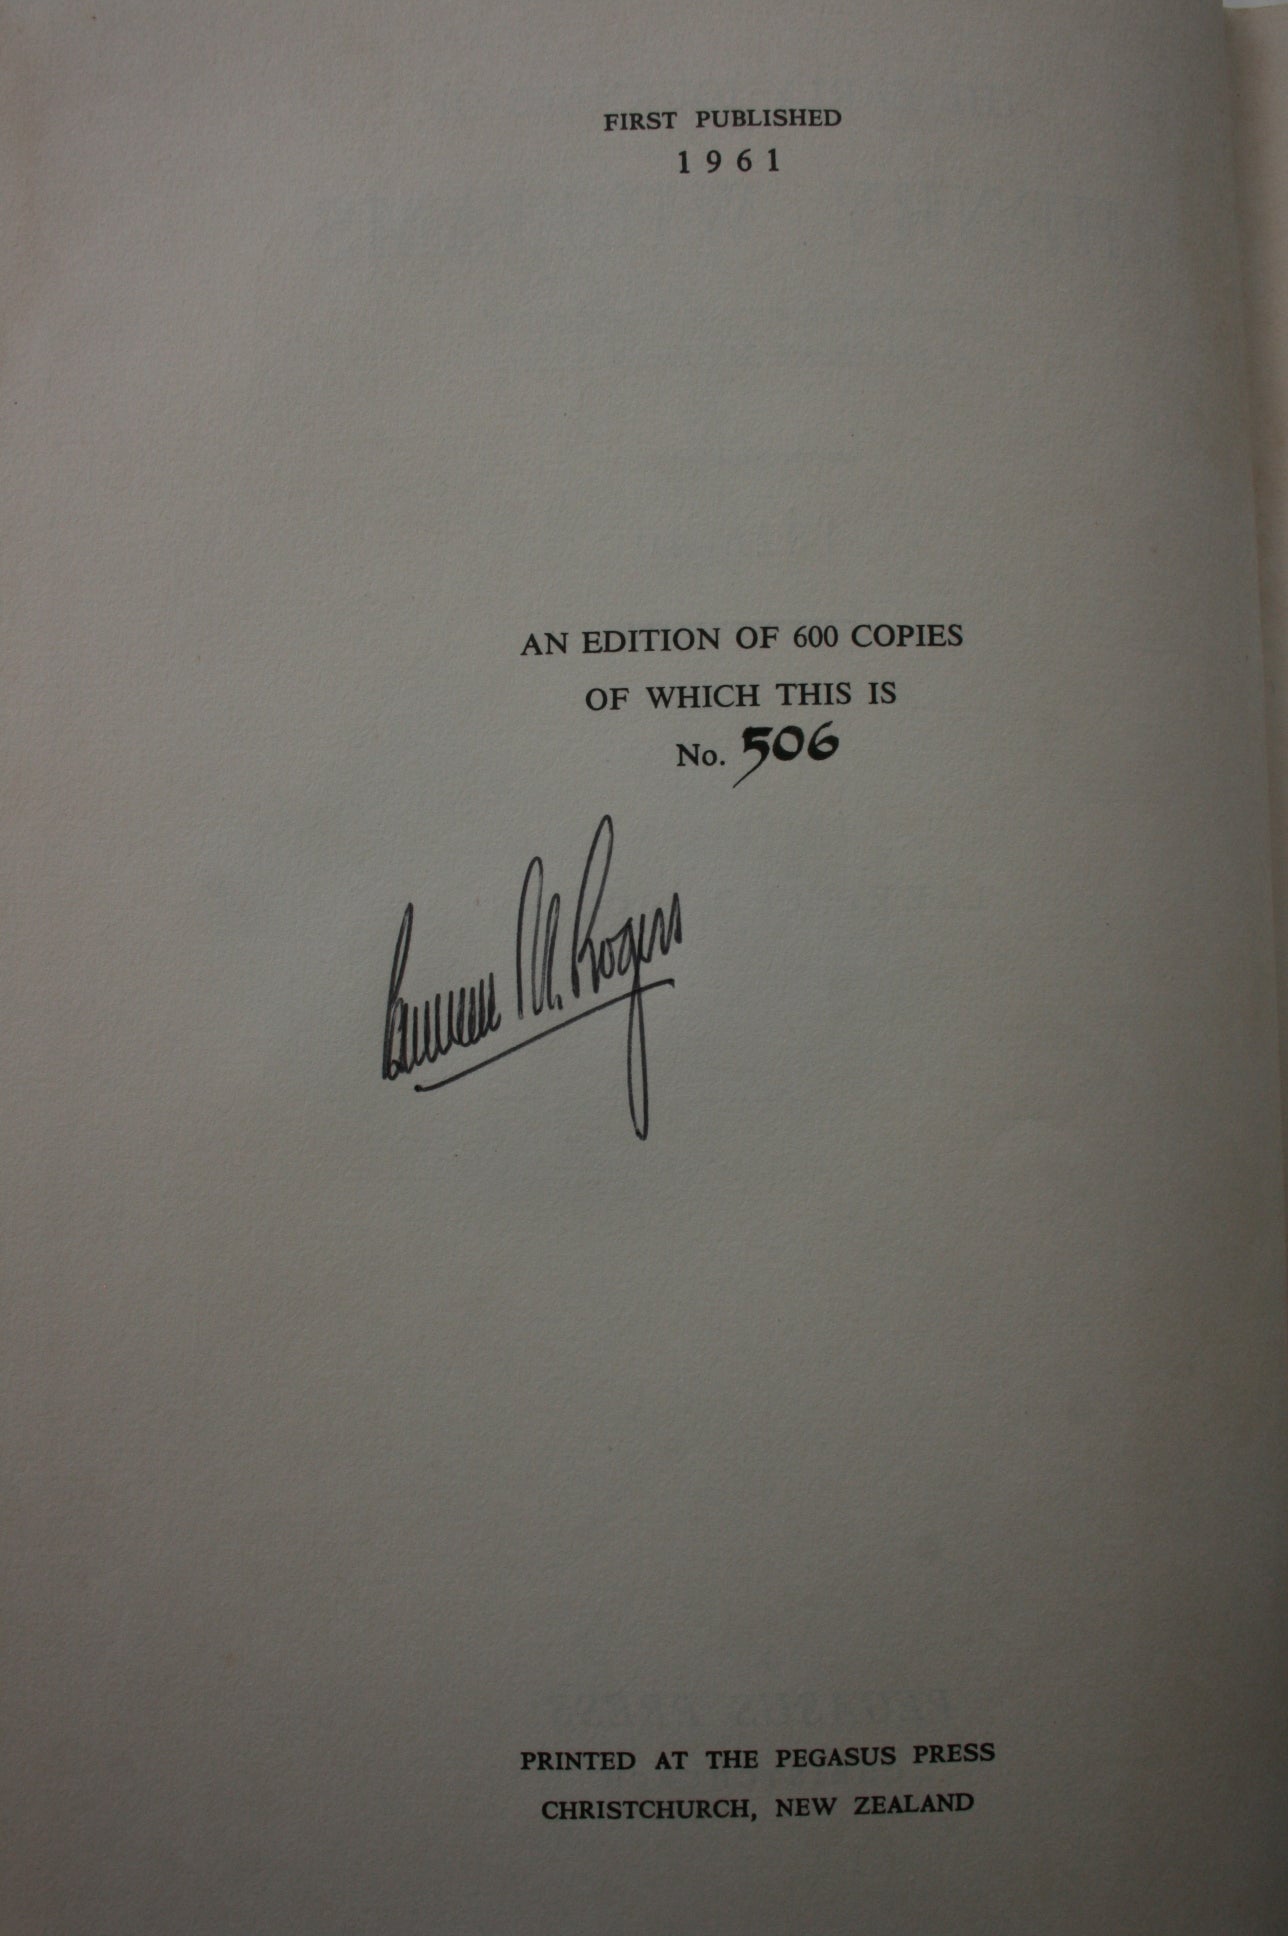 FIRST PUBLISHED
1961
AN EDITION OF 600 COPIES
OF WHICH THIS IS
No. 506
M. Rogers
PRINTED AT THE PEGASUS PRESS
CHRISTCHURCH, NEW ZEALAND